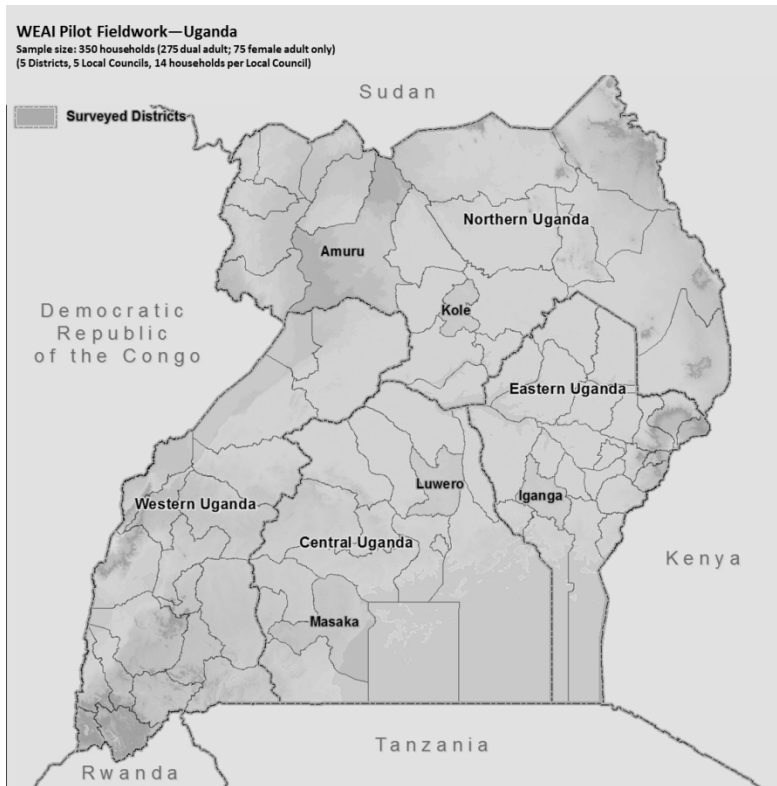 WEAI Pilot Fieldwork—Uganda
Sample size: 350 households (275 dual adult; 75 female adult only)
(5 Districts, 5 Local Councils, 14 households per Local Council)
Sudan
Surveyed Districts
Northern Uganda
Amuru
Kole
Democratic
Republic
of the Congo
Eastern Uganda
Luwero
Iganga
Western Uganda
Central Uganda
Kenya
Masaka
Tanzania
Rwanda